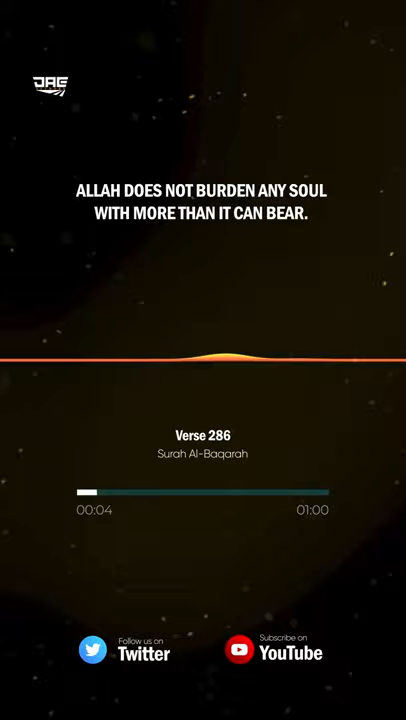 ALLAH DOES NOT BURDEN ANY SOUL
WITH MORE THAN IT CAN BEAR.
Verse 286
Surah Al-Baqarah
00:04 01:00
Follow us on
Twitter
Subscribe on
YouTube